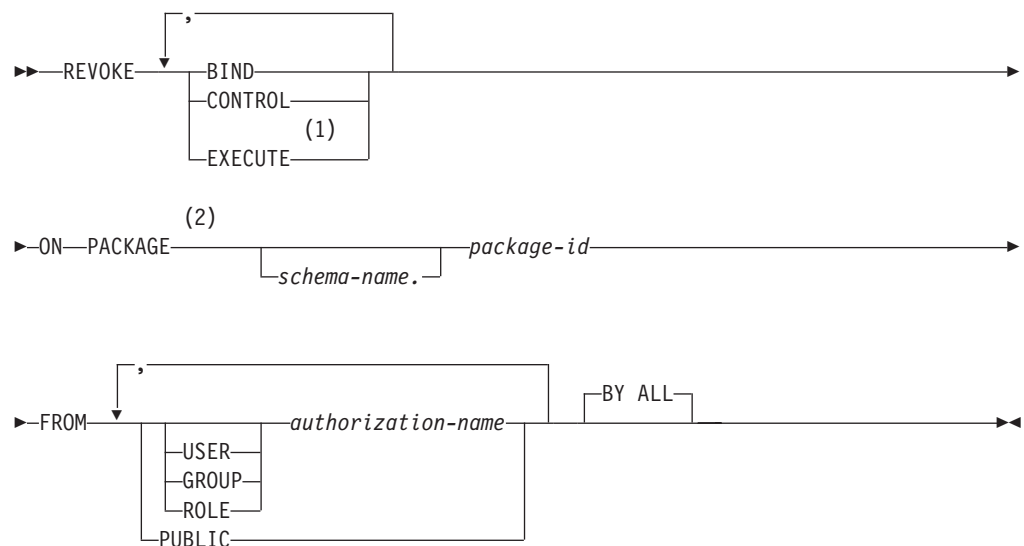 ,
REVOKE BIND
CONTROL
(1)
EXECUTE
(2)
ON PACKAGE package-id
schema-name.
,
BY ALL
FROM authorization-name
USER
GROUP
ROLE
PUBLIC